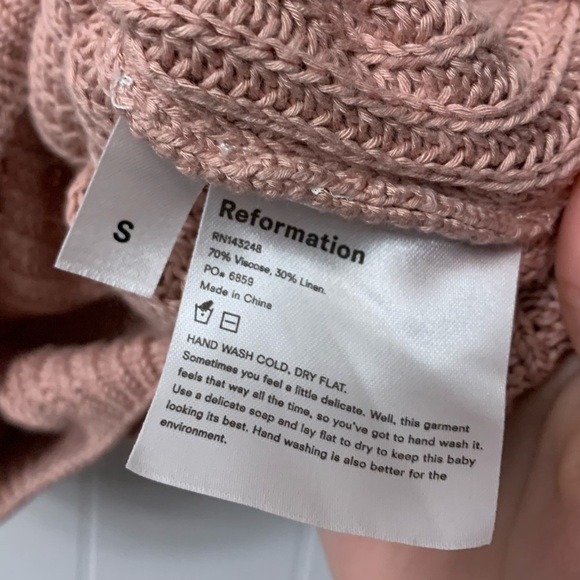 S
Reformation
RN143248
70% Viscose, 30% Linen.
PO# 6859
Made in China
HAND WASH COLD, DRY FLAT.
Sometimes you feel a little delicate. Well, this garment
feels that way all the time, so you've got to hand wash it.
Use a delicate soap and lay flat to dry to keep this baby
looking its best. Hand washing is also better for the
environment.